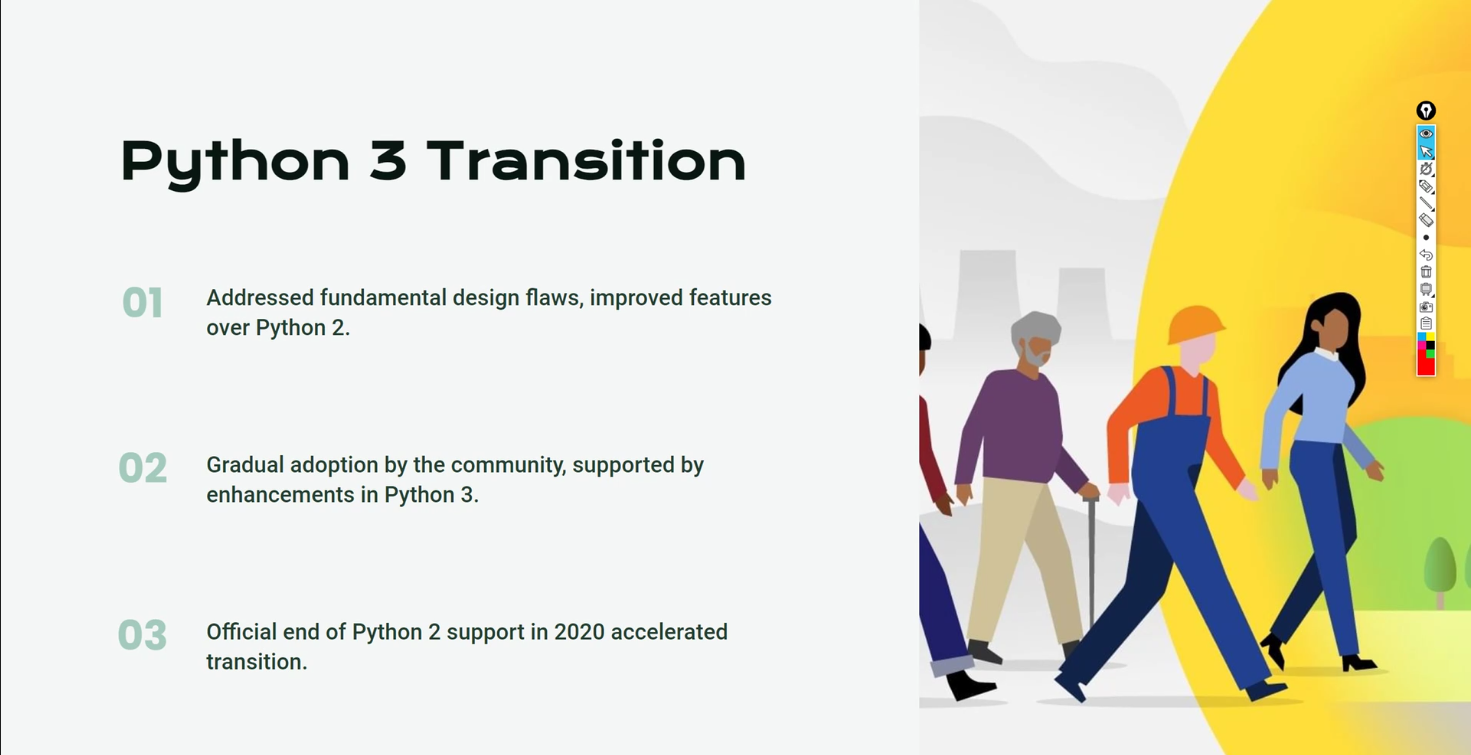 Python 3 Transition
01
Addressed fundamental design flaws, improved features
over Python 2.
02
Gradual adoption by the community, supported by
enhancements in Python 3.
03
Official end of Python 2 support in 2020 accelerated
transition.